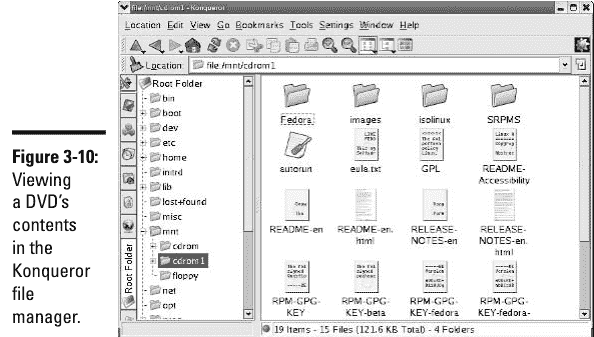 file:/mnt/cdrom1 - Konqueror
Location Edit View Go Bookmarks Tools Settings Window Help
Location: file:/mnt/cdrom1
Root Folder
bin
boot
dev
etc
home
initrd
lib
lost+found
misc
mnt
cdrom
cdrom1
floppy
net
opt
Root Folder
Fedora
images
isolinux
SRPMS
autorun
eula.txt
GPL
README-
Accessibility
README-en
README-en.
html
RELEASE-
NOTES-en
RELEASE-
NOTES-en.
html
RPM-GPG-
KEY
RPM-GPG-
KEY-beta
RPM-GPG-
KEY-fedora
RPM-GPG-
KEY-fedora-
19 Items - 15 Files (121.6 KB Total) - 4 Folders
Figure 3-10:
Viewing
a DVD's
contents
in the
Konqueror
file
manager.